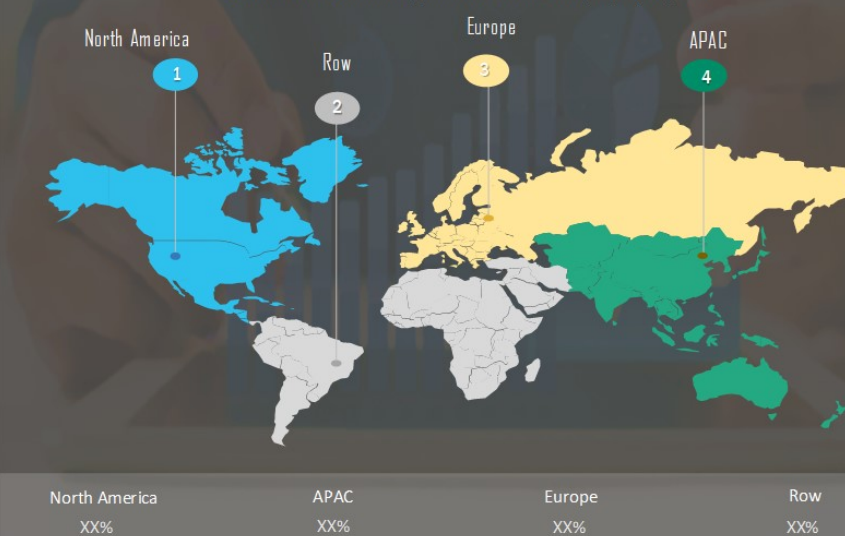 North America
Row
Europe
APAC
1
2
3
4
North America APAC Europe Row
XX% XX% XX% XX%